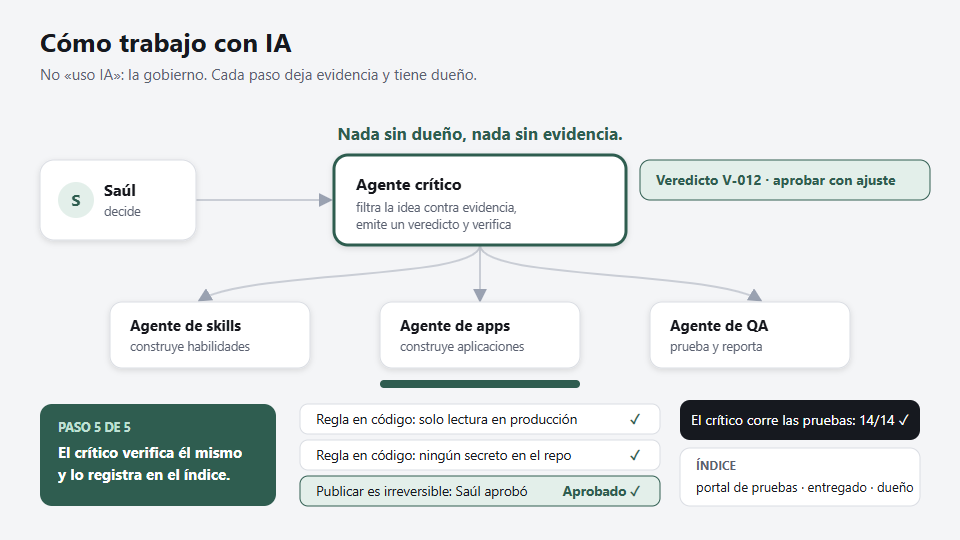 Cómo trabajo con IA
No «uso IA»: la gobierno. Cada paso deja evidencia y tiene dueño.
Nada sin dueño, nada sin evidencia.
S
Saúl
decide
Agente crítico
filtra la idea contra evidencia,
emite un veredicto y verifica
Veredicto V-012 · aprobar con ajuste
Agente de skills
construye habilidades
Agente de apps
construye aplicaciones
Agente de QA
prueba y reporta
PASO 5 DE 5
El crítico verifica él mismo
y lo registra en el índice.
Regla en código: solo lectura en producción ✓
Regla en código: ningún secreto en el repo ✓
Publicar es irreversible: Saúl aprobó Aprobado ✓
El crítico corre las pruebas: 14/14 ✓
ÍNDICE
portal de pruebas · entregado · dueño